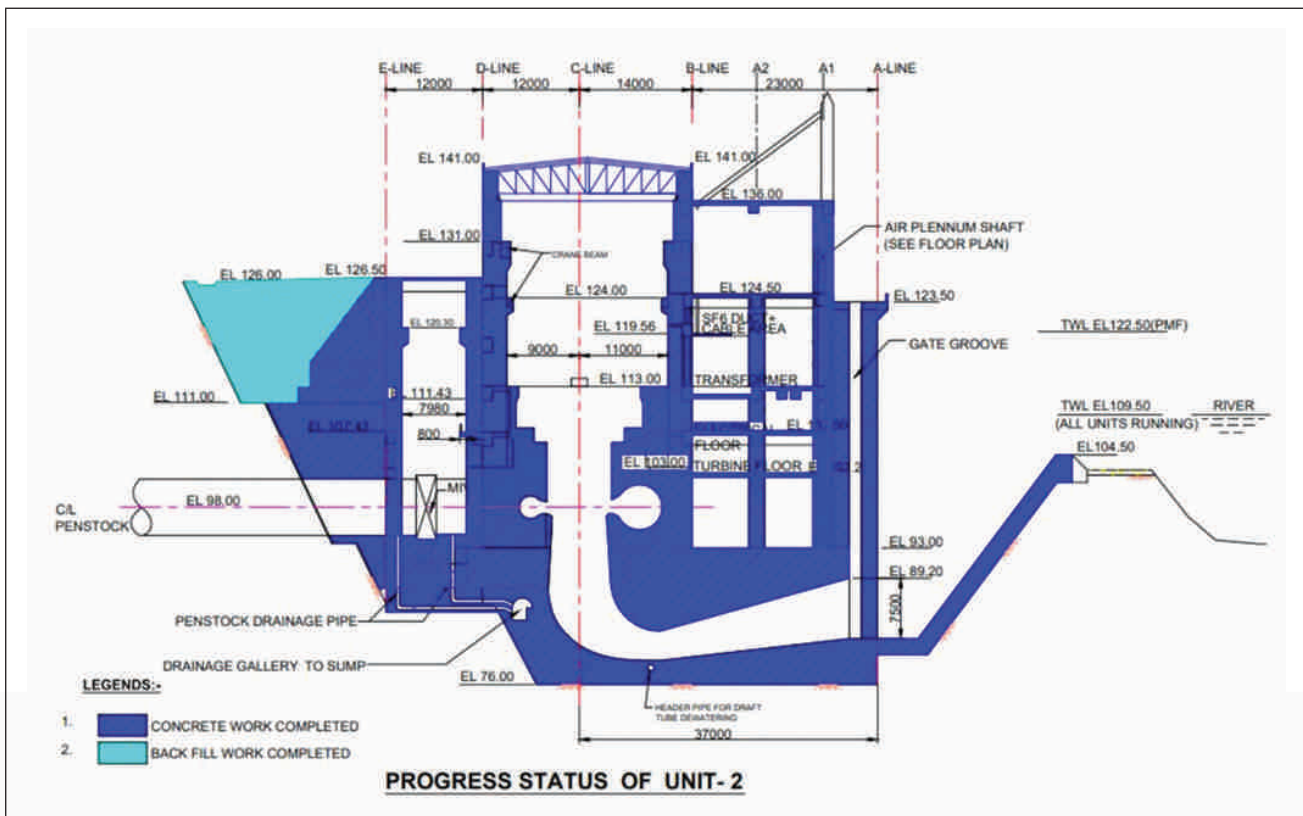 E-LINE D-LINE C-LINE B-LINE A2 A1 A-LINE
12000 12000 14000 23000
EL 141.00 EL 141.00
EL 136.00
AIR PLENNUM SHAFT
(SEE FLOOR PLAN)
EL 131.00
CRANE BEAM
EL 126.00 EL 126.50
EL 124.00 EL 124.50
EL 123.50
SF6 DUCT+
CABLE AREA
EL 119.56
TWL EL122.50(PMF)
GATE GROOVE
9000 11000
EL 113.00
TRANSFORMER
EL 111.00
111.43
7980
800
FLOOR
EL 103.00
TURBINE FLOOR
TWL EL109.50
(ALL UNITS RUNNING)
RIVER
EL104.50
EL 98.00
C/L
PENSTOCK
EL 93.00
EL 89.20
7500
PENSTOCK DRAINAGE PIPE
DRAINAGE GALLERY TO SUMP
EL 76.00
HEADER PIPE FOR DRAFT
TUBE DEWATERING
37000
LEGENDS:-
1. CONCRETE WORK COMPLETED
2. BACK FILL WORK COMPLETED
PROGRESS STATUS OF UNIT- 2